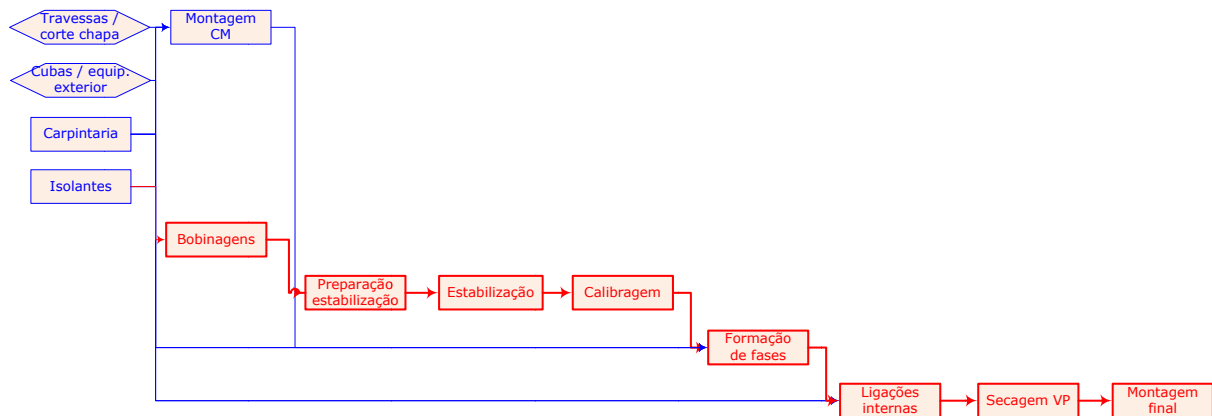 Travessas /
corte chapa
Montagem
CM
Cubas / equip.
exterior
Carpintaria
Isolantes
Bobinagens
Preparação
estabilização
Estabilização
Calibragem
Formação
de fases
Ligações
internas
Secagem VP
Montagem
final